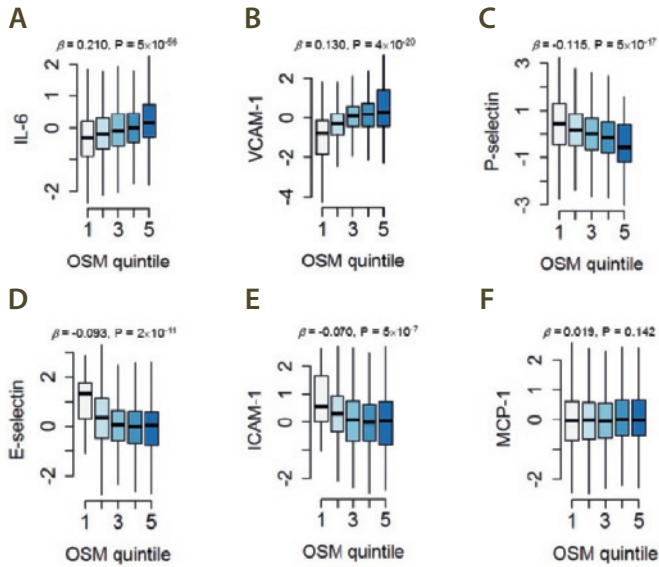 A
β = 0.210, P = 5×10⁻⁵⁶
IL-6
2
0
-2
1 3 5
OSM quintile
B
β = 0.130, P = 4×10⁻²⁰
VCAM-1
2
0
-2
-4
1 3 5
OSM quintile
C
β = -0.115, P = 5×10⁻¹⁷
P-selectin
3
1
-1
-3
1 3 5
OSM quintile
D
β = -0.093, P = 2×10⁻¹¹
E-selectin
2
0
-2
1 3 5
OSM quintile
E
β = -0.070, P = 5×10⁻⁷
ICAM-1
2
0
-2
1 3 5
OSM quintile
F
β = 0.019, P = 0.142
MCP-1
2
1
0
-2
1 3 5
OSM quintile